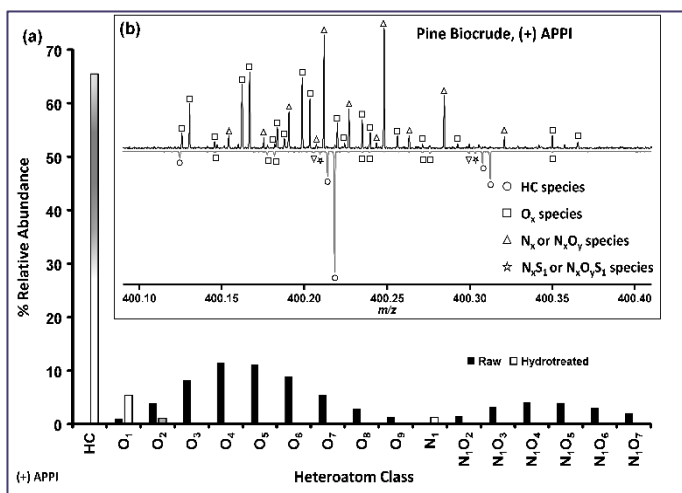 (a)
(b)
Pine Biocrude, (+) APPI
% Relative Abundance
70
60
50
40
30
20
10
0
○ HC species
□ Oₓ species
△ Nₓ or NₓOᵧ species
☆ NₓS₁ or NₓOᵧS₁ species
400.10 400.15 400.20 400.25 400.30 400.35 400.40
m/z
■ Raw □ Hydrotreated
HC O₁ O₂ O₃ O₄ O₅ O₆ O₇ O₈ O₉ N₁ N₁O₂ N₁O₃ N₁O₄ N₁O₅ N₁O₆ N₁O₇
(+) APPI
Heteroatom Class